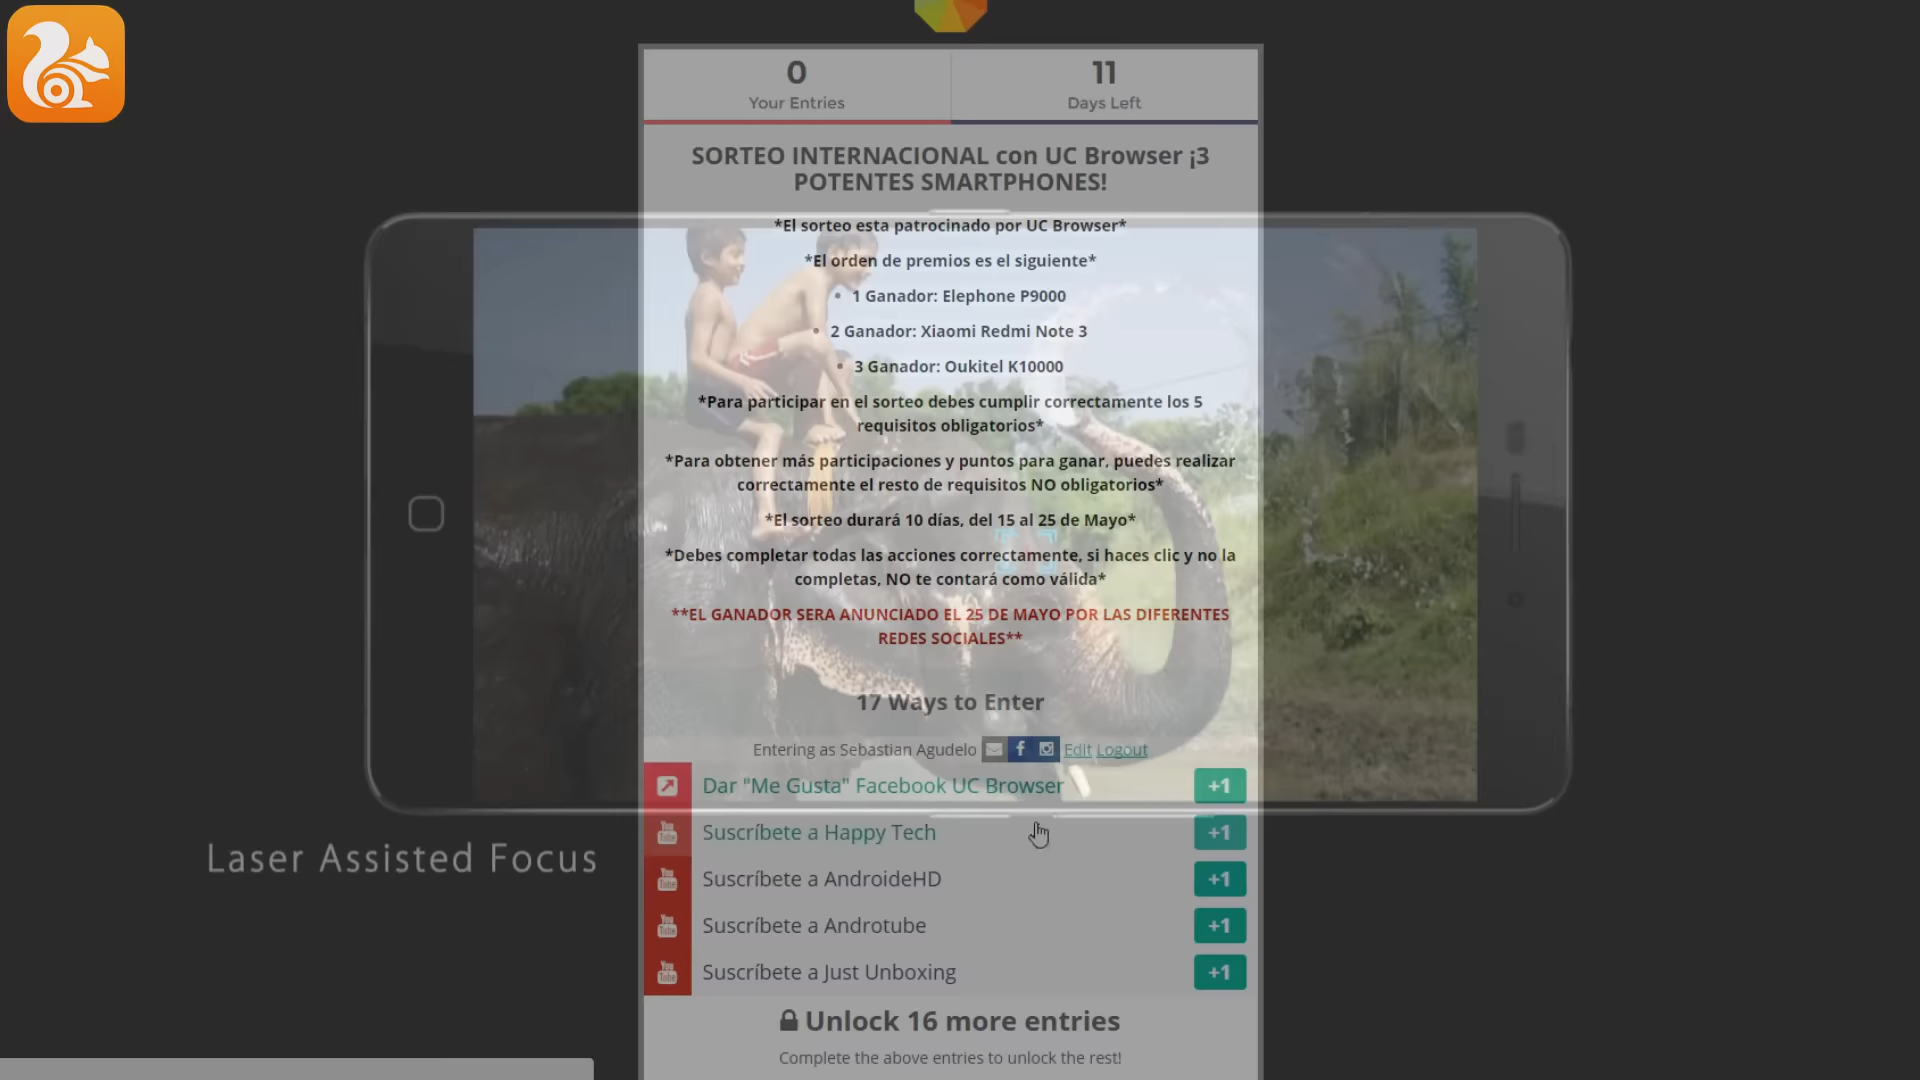 0
Your Entries
11
Days Left
SORTEO INTERNACIONAL con UC Browser ¡3
POTENTES SMARTPHONES!
*El sorteo esta patrocinado por UC Browser*
*El orden de premios es el siguiente*
• 1 Ganador: Elephone P9000
• 2 Ganador: Xiaomi Redmi Note 3
• 3 Ganador: Oukitel K10000
*Para participar en el sorteo debes cumplir correctamente los 5
requisitos obligatorios*
*Para obtener más participaciones y puntos para ganar, puedes realizar
correctamente el resto de requisitos NO obligatorios*
*El sorteo durará 10 días, del 15 al 25 de Mayo*
*Debes completar todas las acciones correctamente, si haces clic y no la
completas, NO te contará como válida*
**EL GANADOR SERA ANUNCIADO EL 25 DE MAYO POR LAS DIFERENTES
REDES SOCIALES**
17 Ways to Enter
Entering as Sebastian Agudelo Edit Logout
Dar "Me Gusta" Facebook UC Browser +1
You Tube Suscríbete a Happy Tech +1
Laser Assisted Focus
You Tube Suscríbete a AndroideHD +1
You Tube Suscríbete a Androtube +1
You Tube Suscríbete a Just Unboxing +1
Unlock 16 more entries
Complete the above entries to unlock the rest!